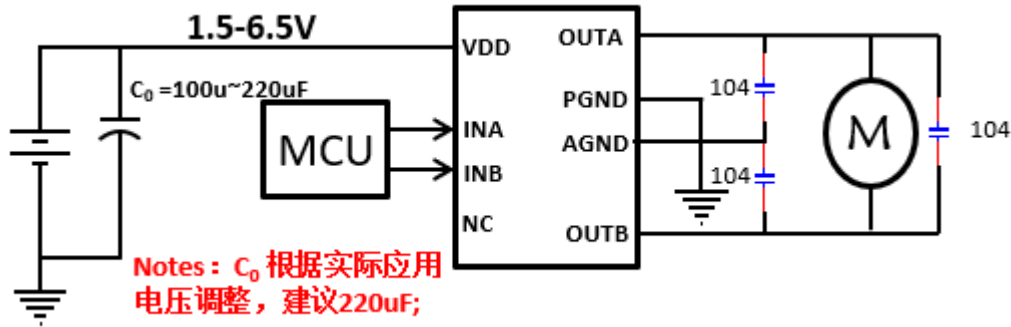 1.5-6.5V
C₀ =100u~220uF
VDD
OUTA
PGND
AGND
INA
INB
NC
OUTB
MCU
104
104
M
104
Notes：C₀ 根据实际应用
电压调整，建议220uF;